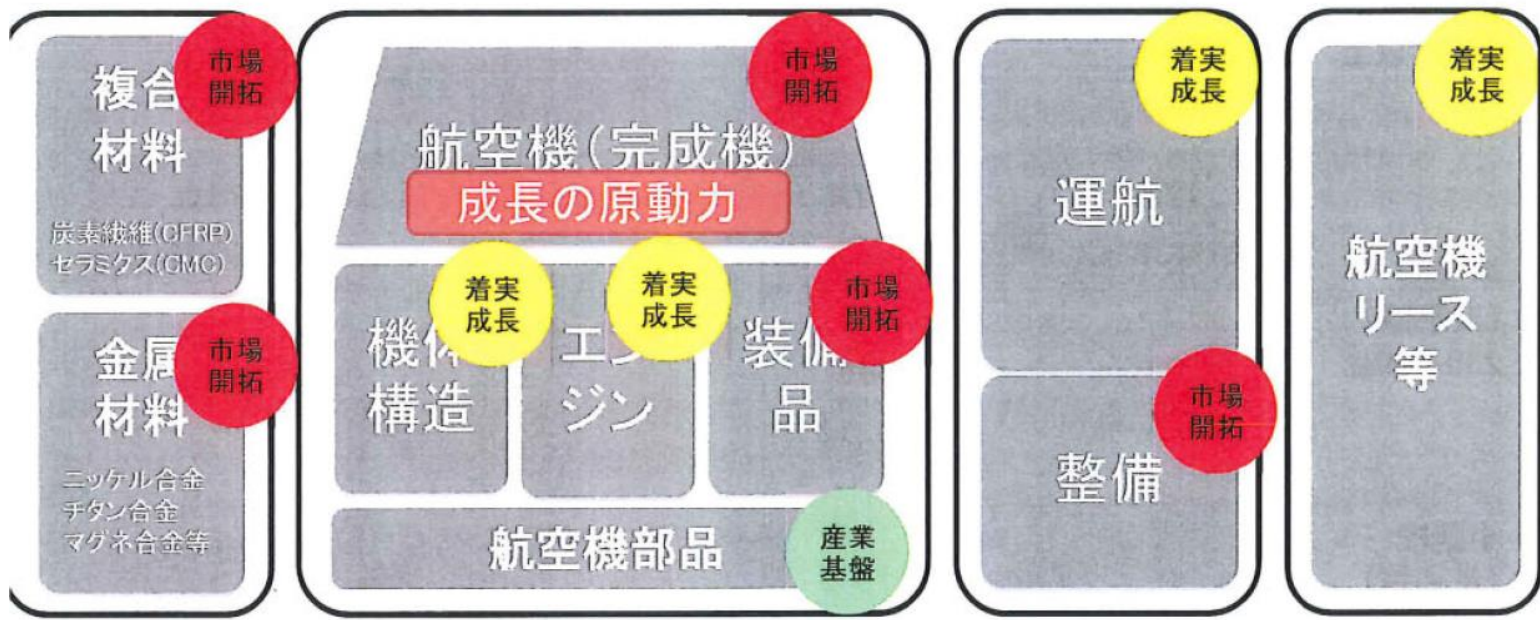 複合
材料
炭素繊維(CFRP)
セラミクス(CMC)
市場
開拓
金属
材料
ニッケル合金
チタン合金
マグネ合金等
市場
開拓
航空機(完成機)
成長の原動力
市場
開拓
機体
構造
着実
成長
エン
ジン
着実
成長
装備
品
市場
開拓
航空機部品
産業
基盤
運航
着実
成長
整備
市場
開拓
航空機
リース
等
着実
成長